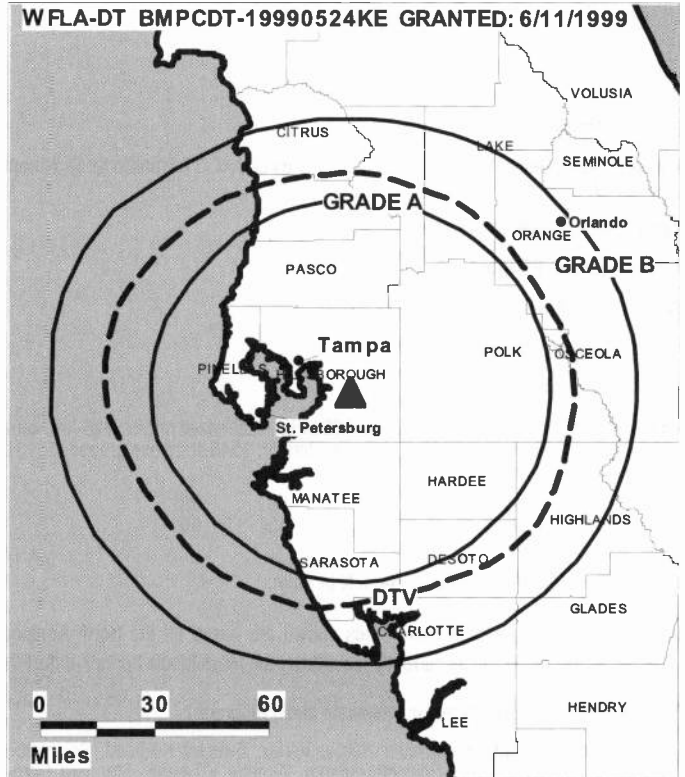 WFLA-DT BMPCDT-19990524KE GRANTED: 6/11/1999
VOLUSIA
CITRUS
LAKE
SEMINOLE
GRADE A
Orlando
ORANGE
GRADE B
PASCO
Tampa
POLK
OSCEOLA
PINELLAS
HILLSBOROUGH
St. Petersburg
HARDEE
MANATEE
HIGHLANDS
SARASOTA
DESOTO
DTV
GLADES
CHARLOTTE
HENDRY
LEE
0 30 60
Miles